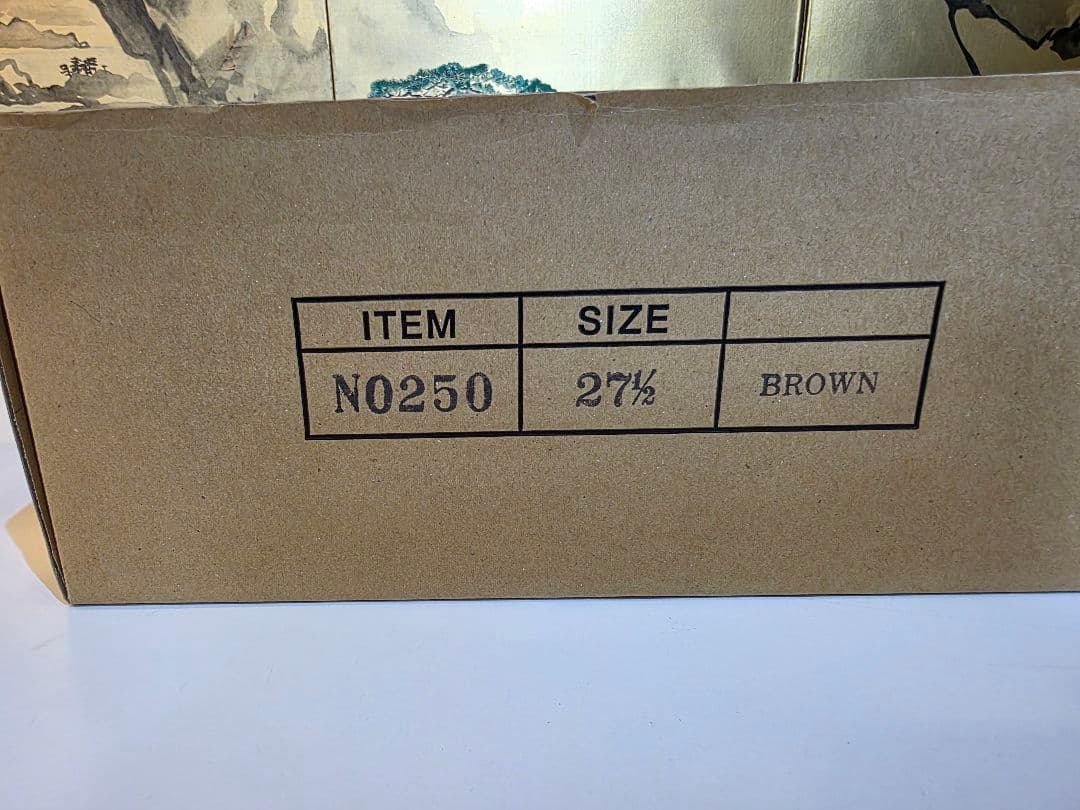 ITEM SIZE
N0250 27½ BROWN